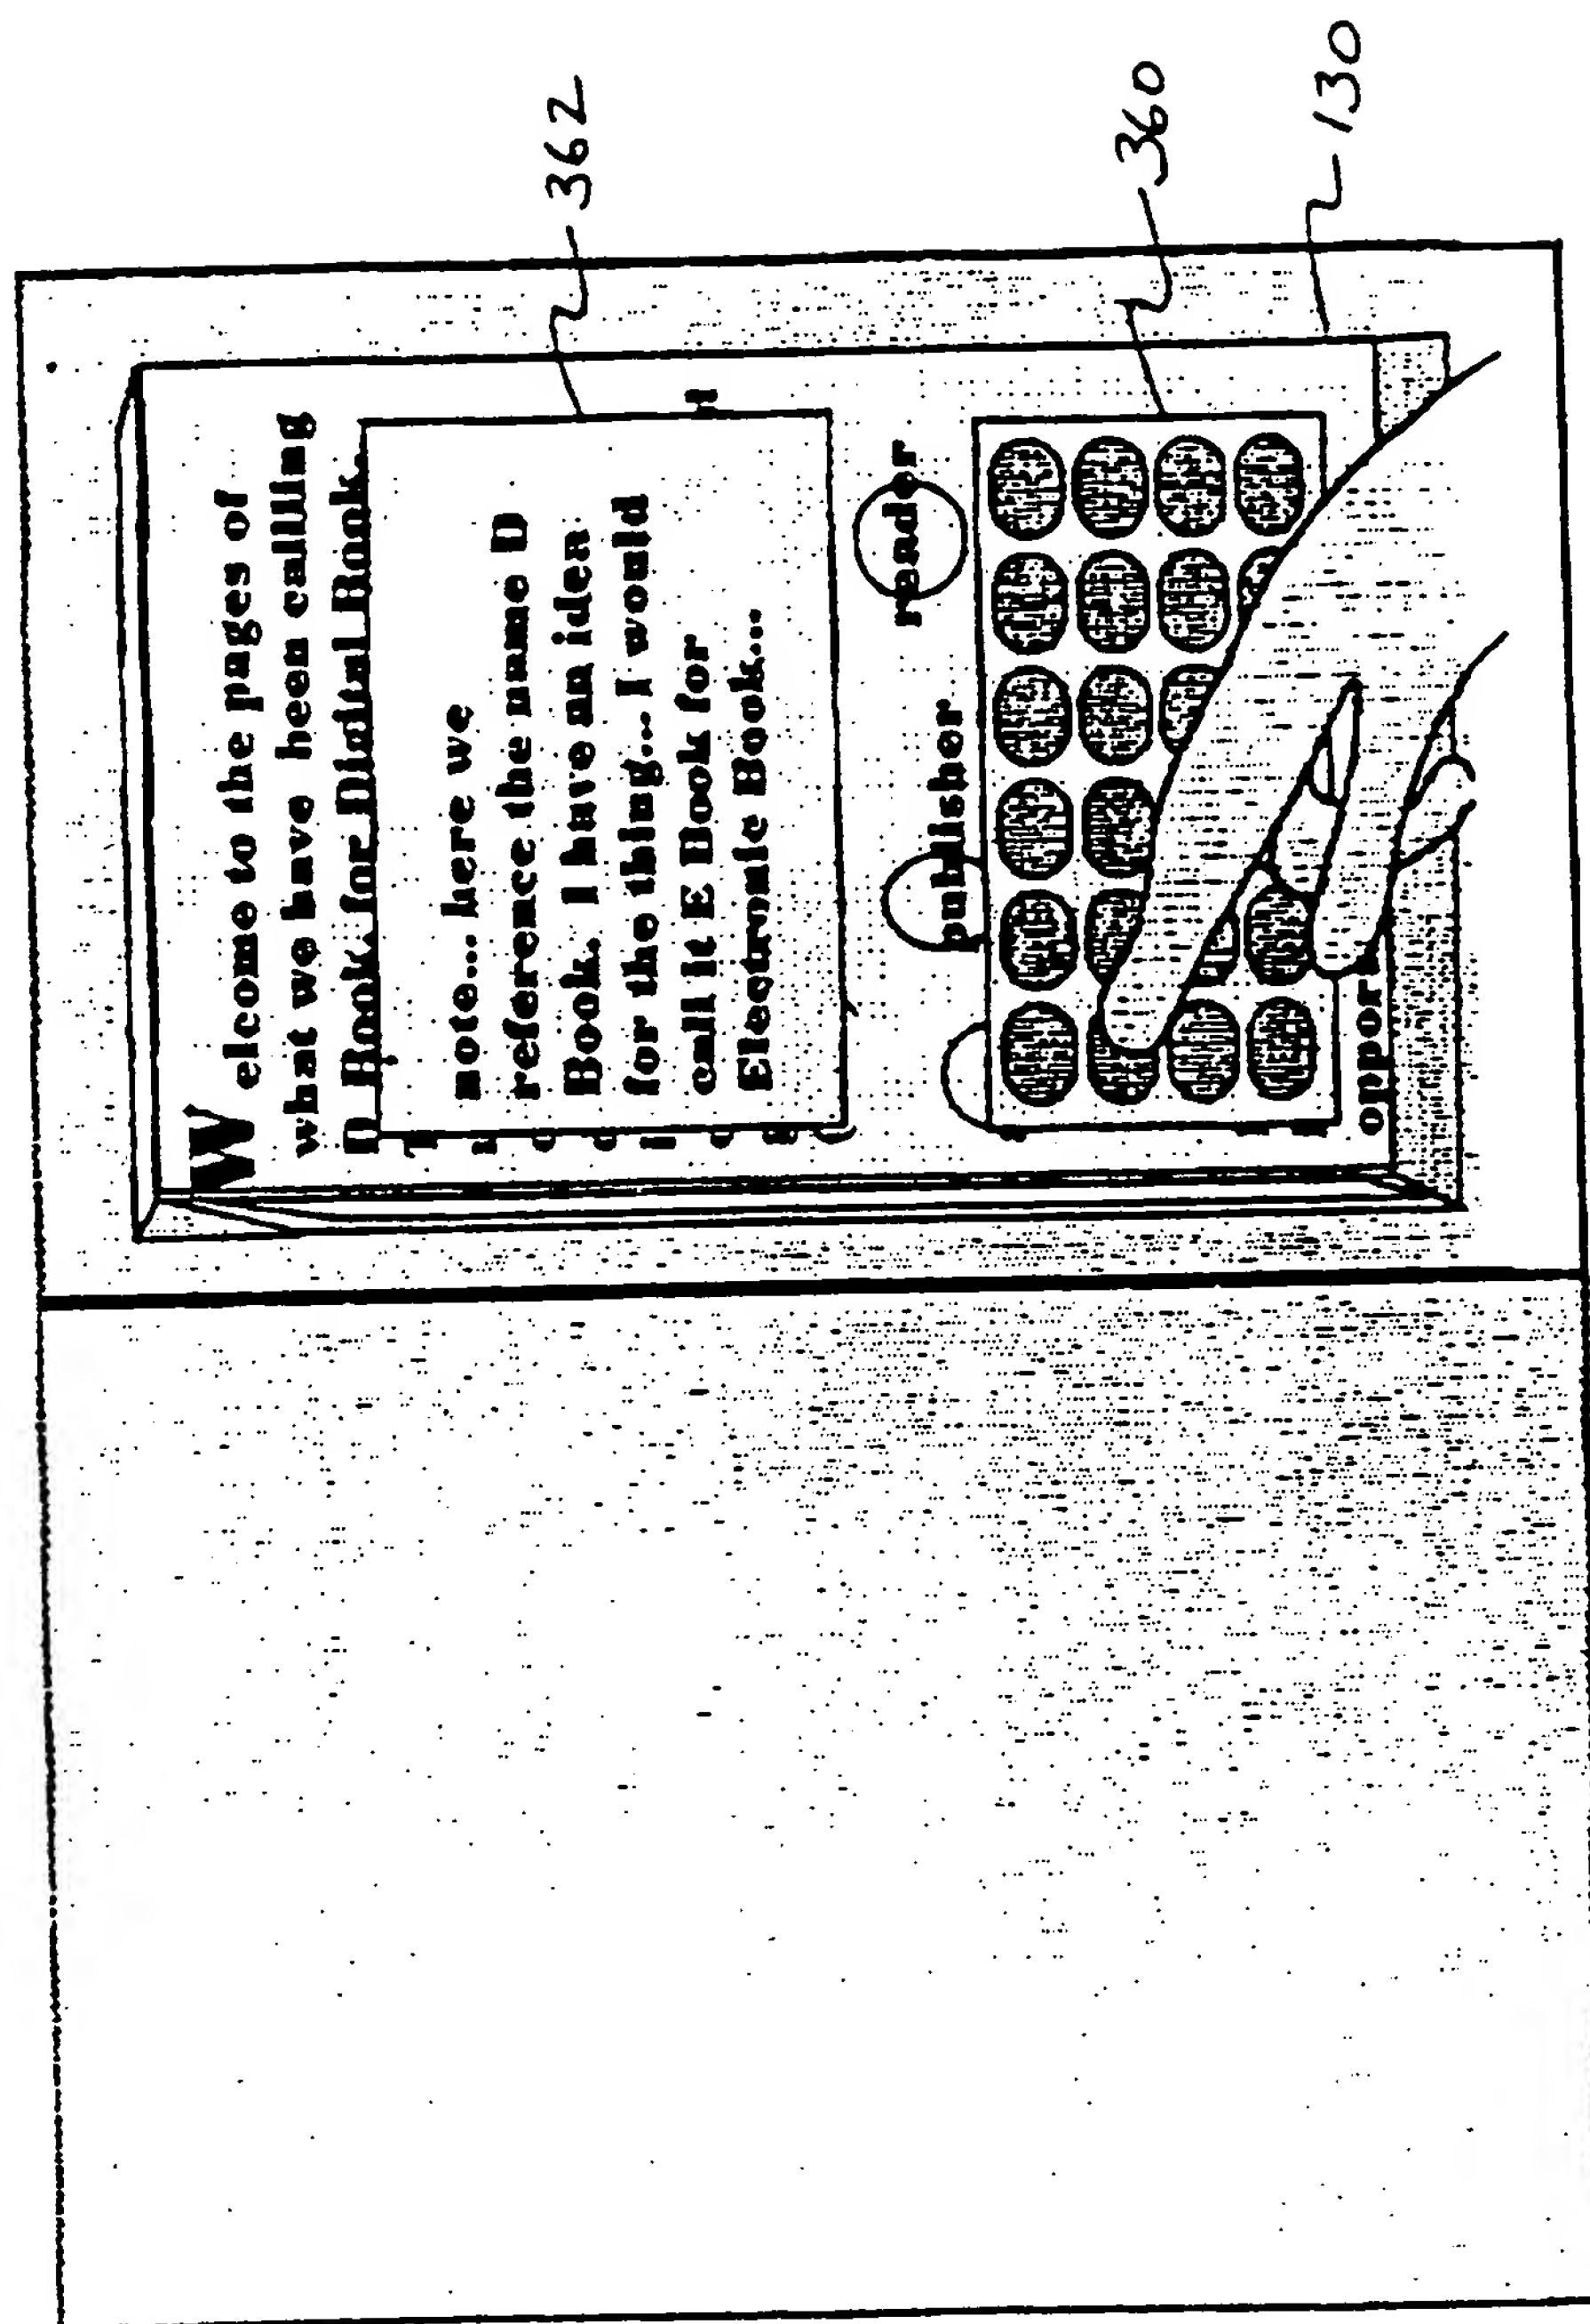 Welcome to the pages of
what we have been callling
D Book for Digital Book.
note... here we
reference the name D
Book. I have an idea
for the thing... I would
call it E Book for
Electronic Book...
reader
publisher
oppor
362
360
130